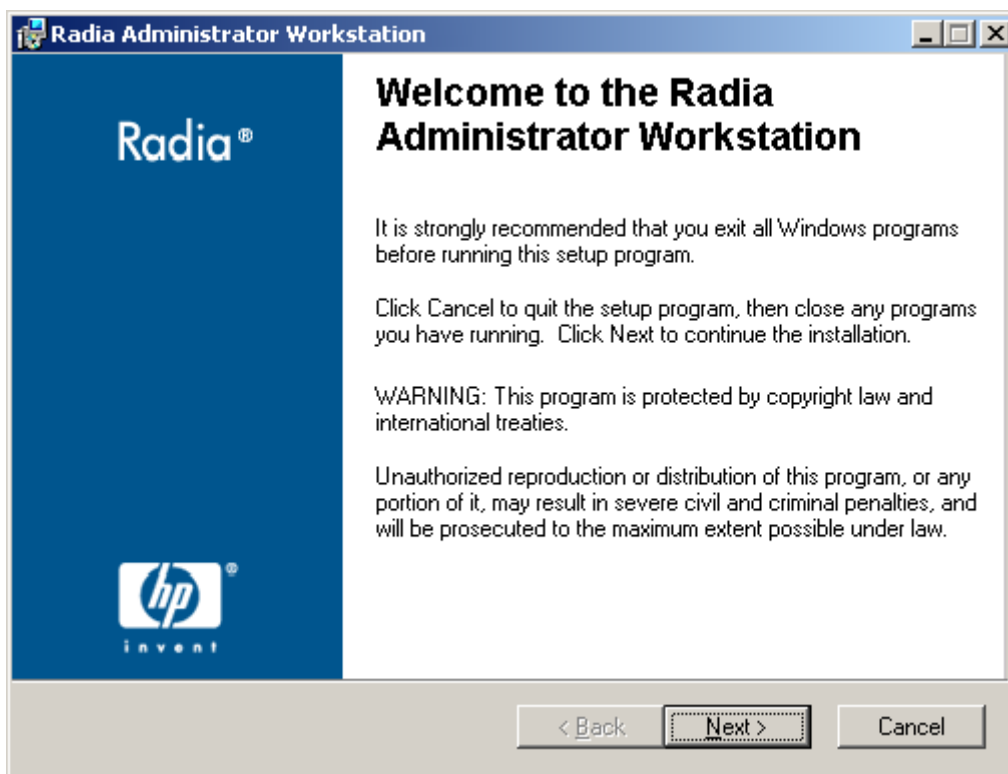 Radia Administrator Workstation
Radia®
Welcome to the Radia
Administrator Workstation
It is strongly recommended that you exit all Windows programs
before running this setup program.
Click Cancel to quit the setup program, then close any programs
you have running.  Click Next to continue the installation.
WARNING: This program is protected by copyright law and
international treaties.
Unauthorized reproduction or distribution of this program, or any
portion of it, may result in severe civil and criminal penalties, and
will be prosecuted to the maximum extent possible under law.
hp®
invent
< Back
Next >
Cancel